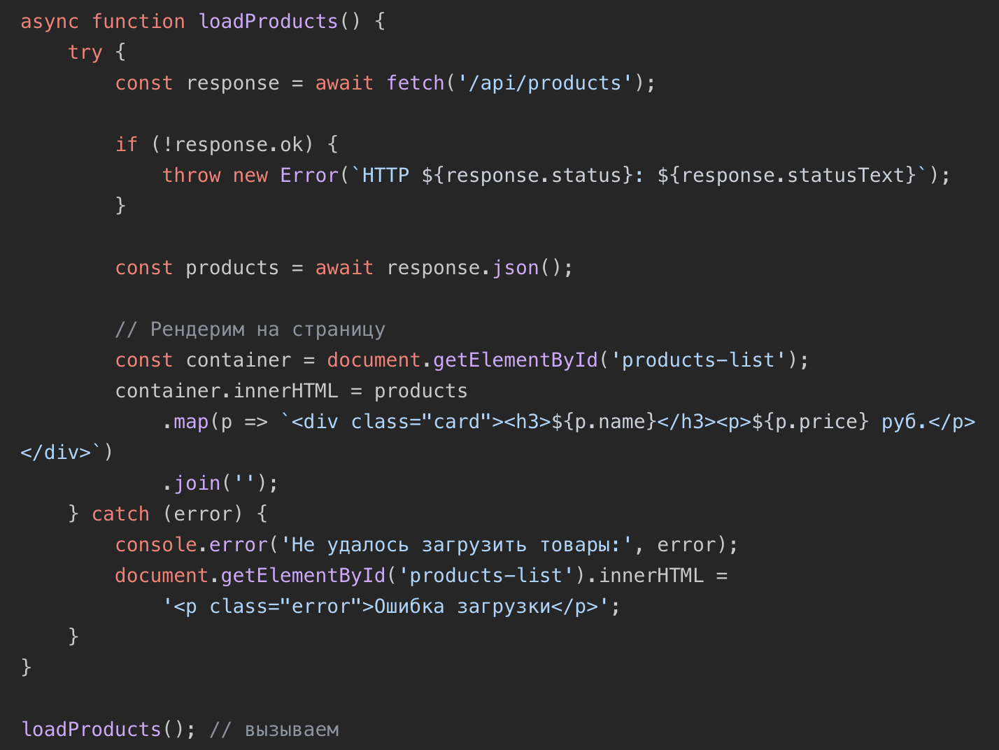 async function loadProducts() {
    try {
        const response = await fetch('/api/products');

        if (!response.ok) {
            throw new Error(`HTTP ${response.status}: ${response.statusText}`);
        }

        const products = await response.json();

        // Рендерим на страницу
        const container = document.getElementById('products-list');
        container.innerHTML = products
            .map(p => `<div class="card"><h3>${p.name}</h3><p>${p.price} руб.</p>
</div>`)
            .join('');
    } catch (error) {
        console.error('Не удалось загрузить товары:', error);
        document.getElementById('products-list').innerHTML =
            '<p class="error">Ошибка загрузки</p>';
    }
}

loadProducts(); // вызываем